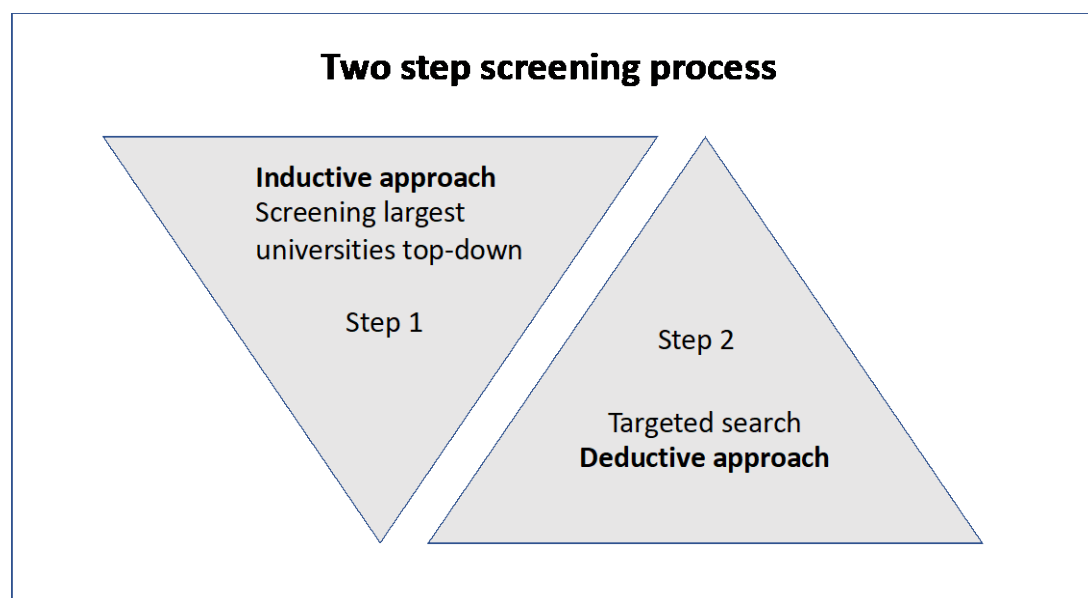 Two step screening process
Inductive approach
Screening largest
universities top-down
Step 1
Step 2
Targeted search
Deductive approach